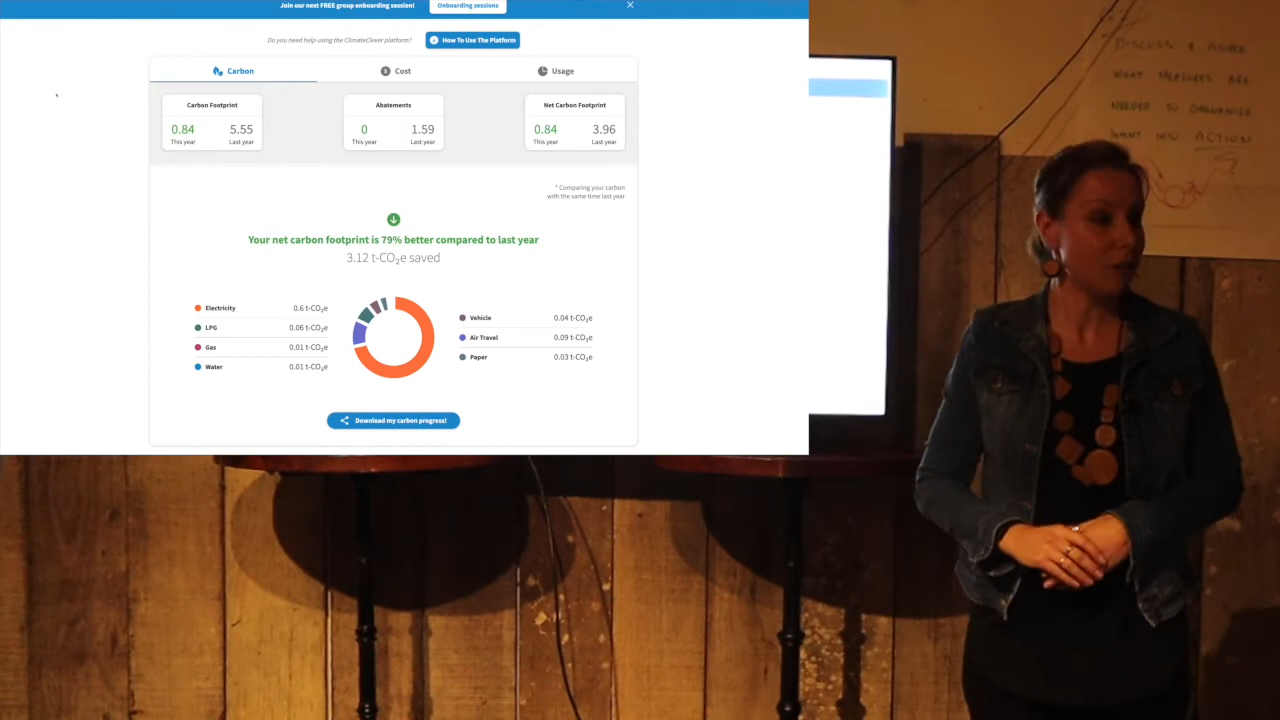 Join our next FREE group onboarding session!
Onboarding sessions
Do you need help using the ClimateClever platform?
How To Use The Platform
Carbon
Cost
Usage
Carbon Footprint
0.84
5.55
This year
Last year
Abatements
0
1.59
This year
Last year
Net Carbon Footprint
0.84
3.96
This year
Last year
* Comparing your carbon
with the same time last year
Your net carbon footprint is 79% better compared to last year
3.12 t-CO₂e saved
Electricity 0.6 t-CO₂e
LPG 0.06 t-CO₂e
Gas 0.01 t-CO₂e
Water 0.01 t-CO₂e
Vehicle 0.04 t-CO₂e
Air Travel 0.09 t-CO₂e
Paper 0.03 t-CO₂e
Download my carbon progress!
DISCUSS & AGREE
WHAT MEASURES ARE
NEEDED TO ORGANISE
ACTION